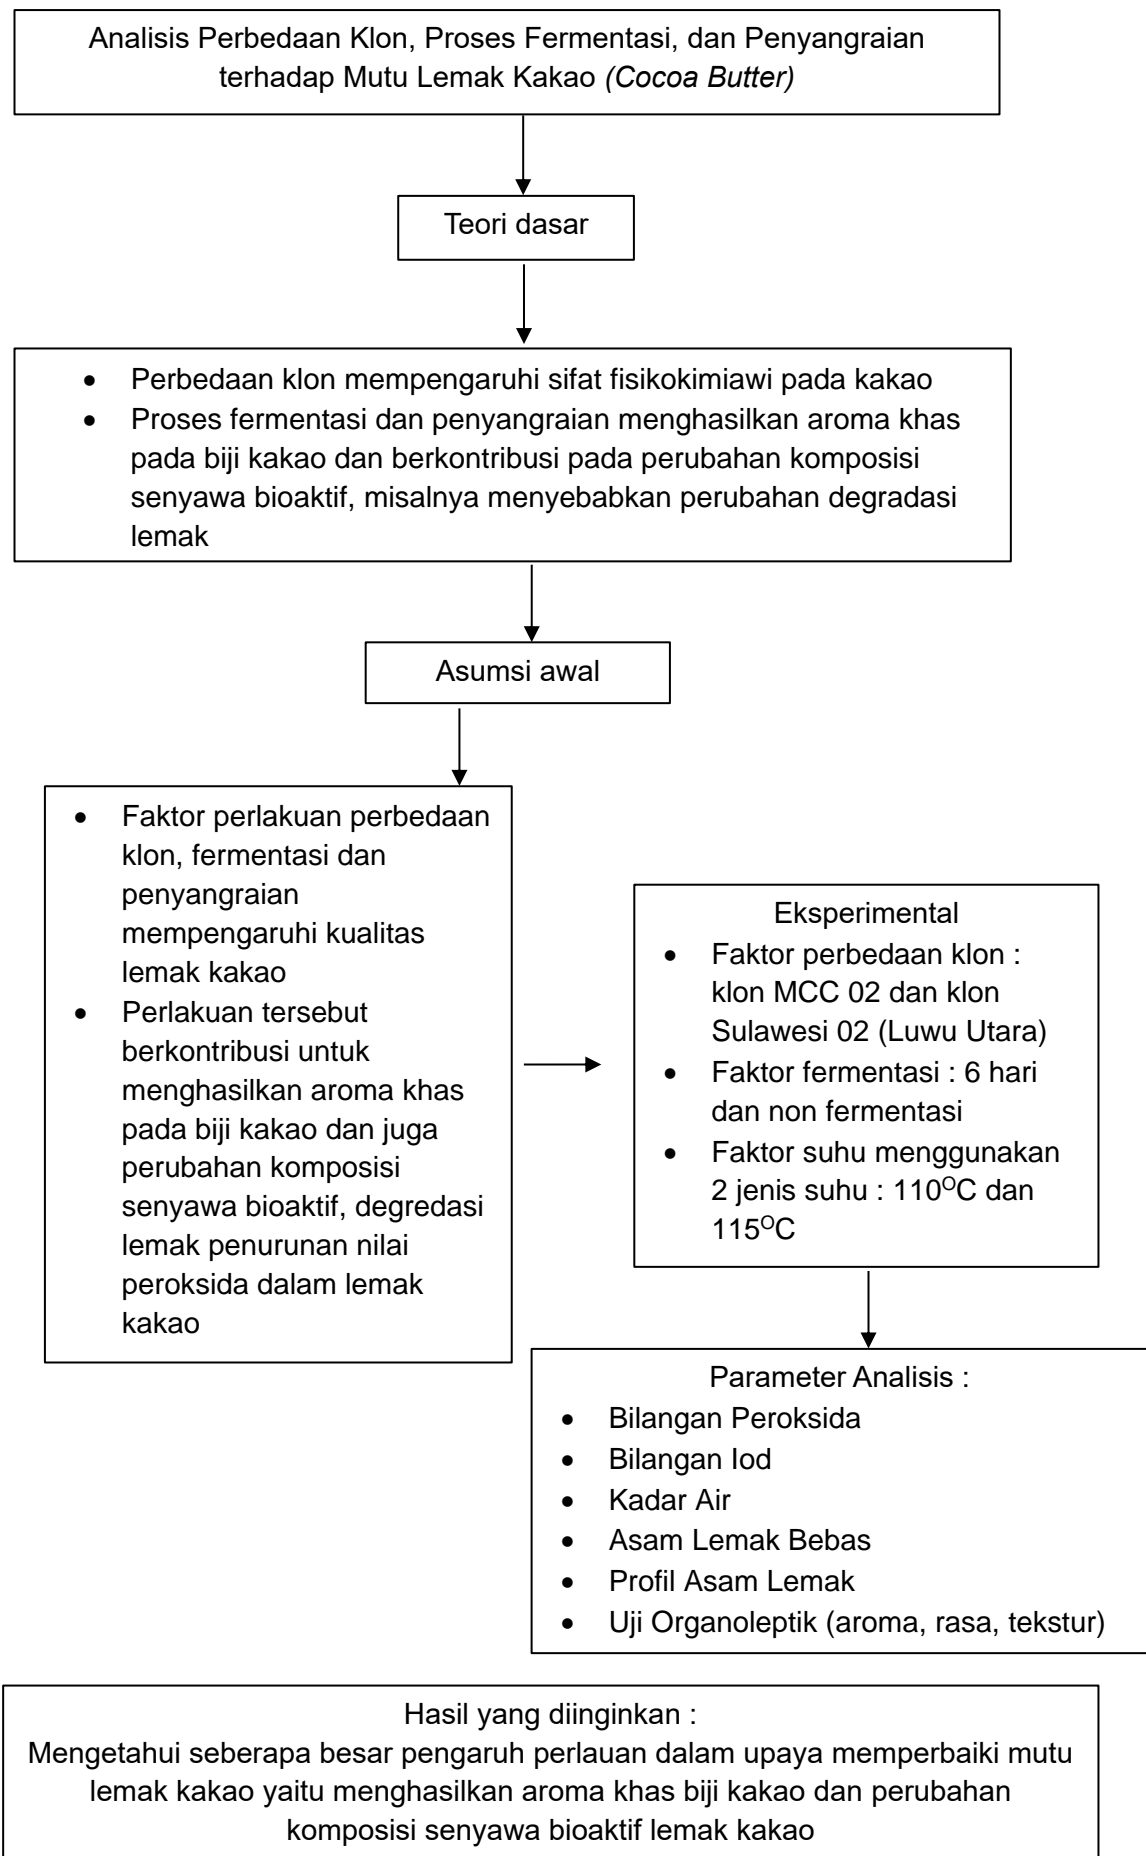 Analisis Perbedaan Klon, Proses Fermentasi, dan Penyangraian
terhadap Mutu Lemak Kakao (Cocoa Butter)
Teori dasar
• Perbedaan klon mempengaruhi sifat fisikokimiawi pada kakao
• Proses fermentasi dan penyangraian menghasilkan aroma khas
pada biji kakao dan berkontribusi pada perubahan komposisi
senyawa bioaktif, misalnya menyebabkan perubahan degradasi
lemak
Asumsi awal
• Faktor perlakuan perbedaan
klon, fermentasi dan
penyangraian
mempengaruhi kualitas
lemak kakao
• Perlakuan tersebut
berkontribusi untuk
menghasilkan aroma khas
pada biji kakao dan juga
perubahan komposisi
senyawa bioaktif, degredasi
lemak penurunan nilai
peroksida dalam lemak
kakao
Eksperimental
• Faktor perbedaan klon :
klon MCC 02 dan klon
Sulawesi 02 (Luwu Utara)
• Faktor fermentasi : 6 hari
dan non fermentasi
• Faktor suhu menggunakan
2 jenis suhu : 110ᴼC dan
115ᴼC
Parameter Analisis :
• Bilangan Peroksida
• Bilangan Iod
• Kadar Air
• Asam Lemak Bebas
• Profil Asam Lemak
• Uji Organoleptik (aroma, rasa, tekstur)
Hasil yang diinginkan :
Mengetahui seberapa besar pengaruh perlauan dalam upaya memperbaiki mutu
lemak kakao yaitu menghasilkan aroma khas biji kakao dan perubahan
komposisi senyawa bioaktif lemak kakao